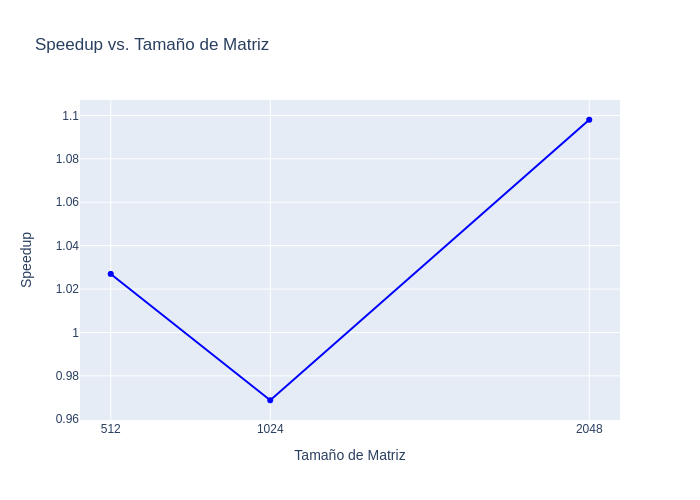 Speedup vs. Tamaño de Matriz
1.1
1.08
1.06
1.04
1.02
1
0.98
0.96
Speedup
512 1024 2048
Tamaño de Matriz